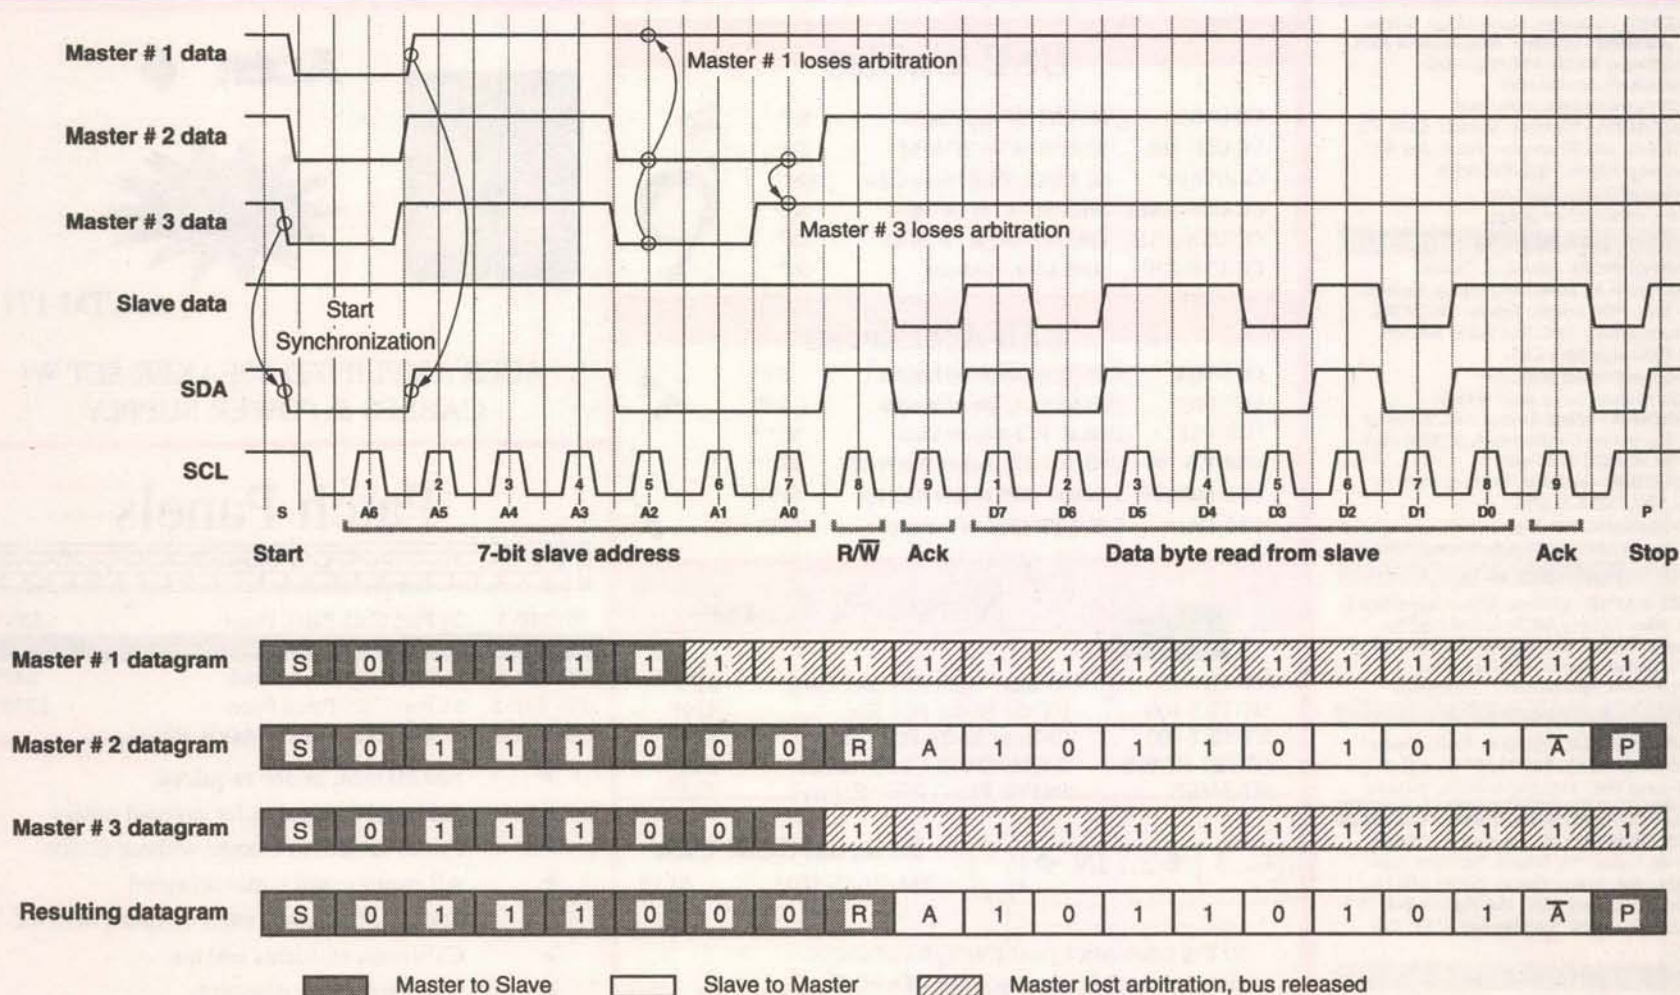 Master # 1 data
Master # 1 loses arbitration
Master # 2 data
Master # 3 data
Master # 3 loses arbitration
Slave data
Start
Synchronization
SDA
SCL
1 2 3 4 5 6 7 8 9 1 2 3 4 5 6 7 8 9
S A6 A5 A4 A3 A2 A1 A0 D7 D6 D5 D4 D3 D2 D1 D0 P
Start 7-bit slave address R/W̅ Ack Data byte read from slave Ack Stop
Master # 1 datagram S 0 1 1 1 1 1 1 1 1 1 1 1 1 1 1 1 1 1 1
Master # 2 datagram S 0 1 1 1 0 0 0 R A 1 0 1 1 0 1 0 1 A̅ P
Master # 3 datagram S 0 1 1 1 0 0 1 1 1 1 1 1 1 1 1 1 1 1 1
Resulting datagram S 0 1 1 1 0 0 0 R A 1 0 1 1 0 1 0 1 A̅ P
Master to Slave Slave to Master Master lost arbitration, bus released